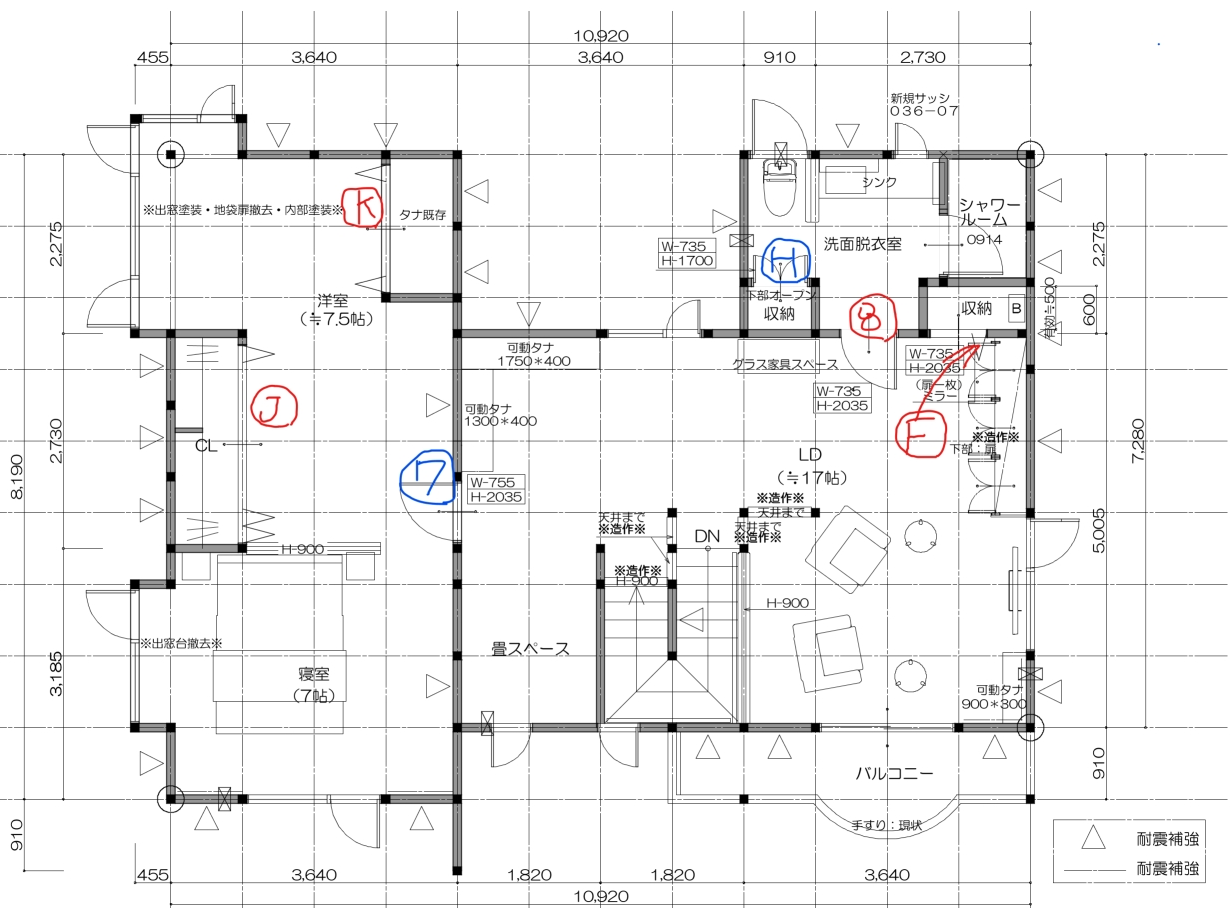 10,920
455
3,640
3,640
910
2,730
新規サッシ
０３６－０７
シンク
シャワー
ルーム
0914
K
※出窓塗装・地袋扉撤去・内部塗装※
タナ既存
2,275
2,275
洗面脱衣室
W-735
H-1700
H
下部オープン
収納
洋室
(≒7.5帖)
8
収納
B
有効≒500
600
可動タナ
1750＊400
グラス家具スペース
W-735
H-2035
(扉一枚)
ミラー
W-735
H-2035
J
可動タナ
1300＊400
F
※造作※
下部：扉
CL
2,730
7,280
8,190
7
W-755
H-2035
LD
(≒17帖)
※造作※
天井まで
天井まで
※造作※
DN
天井まで
※造作※
5,005
H-900
※造作※
H-900
H-900
※出窓台撤去※
3,185
畳スペース
寝室
(7帖)
可動タナ
900＊300
バルコニー
910
910
手すり：現状
耐震補強
耐震補強
455
3,640
1,820
1,820
3,640
10,920